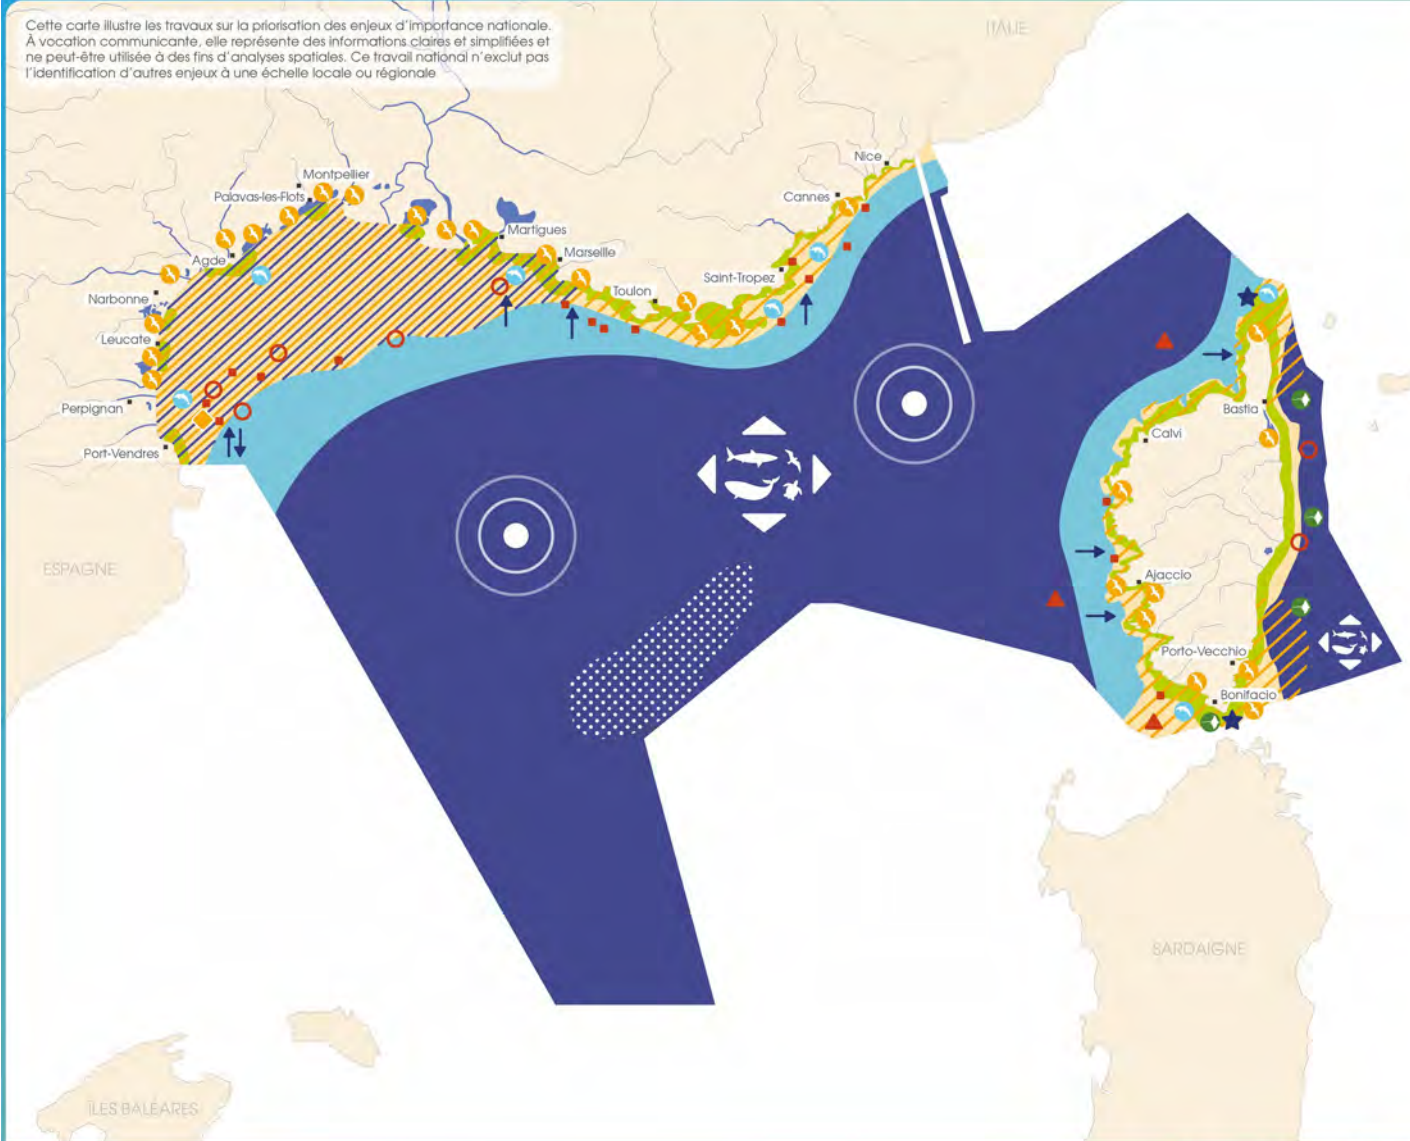 Cette carte illustre les travaux sur la priorisation des enjeux d'importance nationale.
À vocation communicante, elle représente des informations claires et simplifiées et
ne peut-être utilisée à des fins d'analyses spatiales. Ce travail national n'exclut pas
l'identification d'autres enjeux à une échelle locale ou régionale
ITALIE
Nice
Montpellier
Palavas-les-Flots
Cannes
Martigues
Marseille
Agde
Saint-Tropez
Toulon
Narbonne
Leucate
Perpignan
Bastia
Calvi
Port-Vendres
ESPAGNE
Ajaccio
Porto-Vecchio
Bonifacio
SARDAIGNE
ÎLES BALÉARES